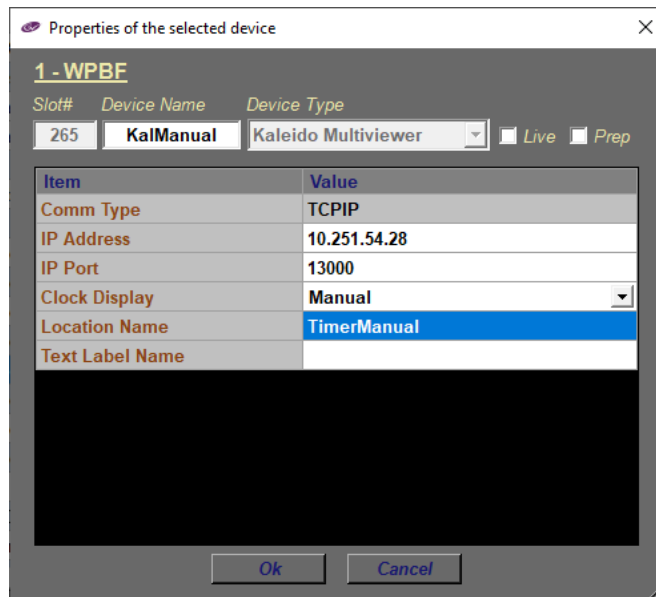 Properties of the selected device
1 - WPBF
Slot# Device Name Device Type
265 KalManual Kaleido Multiviewer Live Prep
Item Value
Comm Type TCPIP
IP Address 10.251.54.28
IP Port 13000
Clock Display Manual
Location Name TimerManual
Text Label Name
Ok Cancel